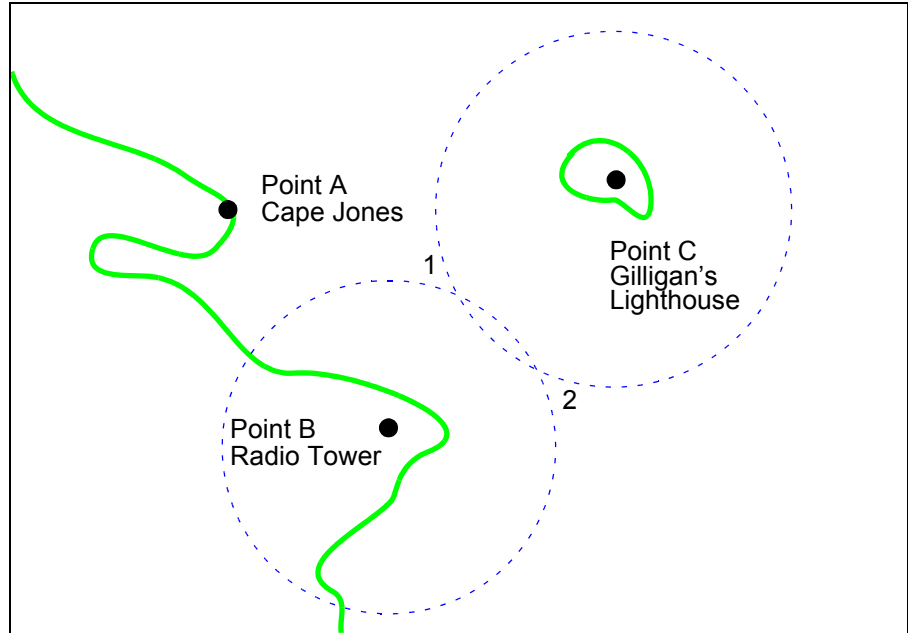 Point A
Cape Jones
Point C
Gilligan's
Lighthouse
1
2
Point B
Radio Tower